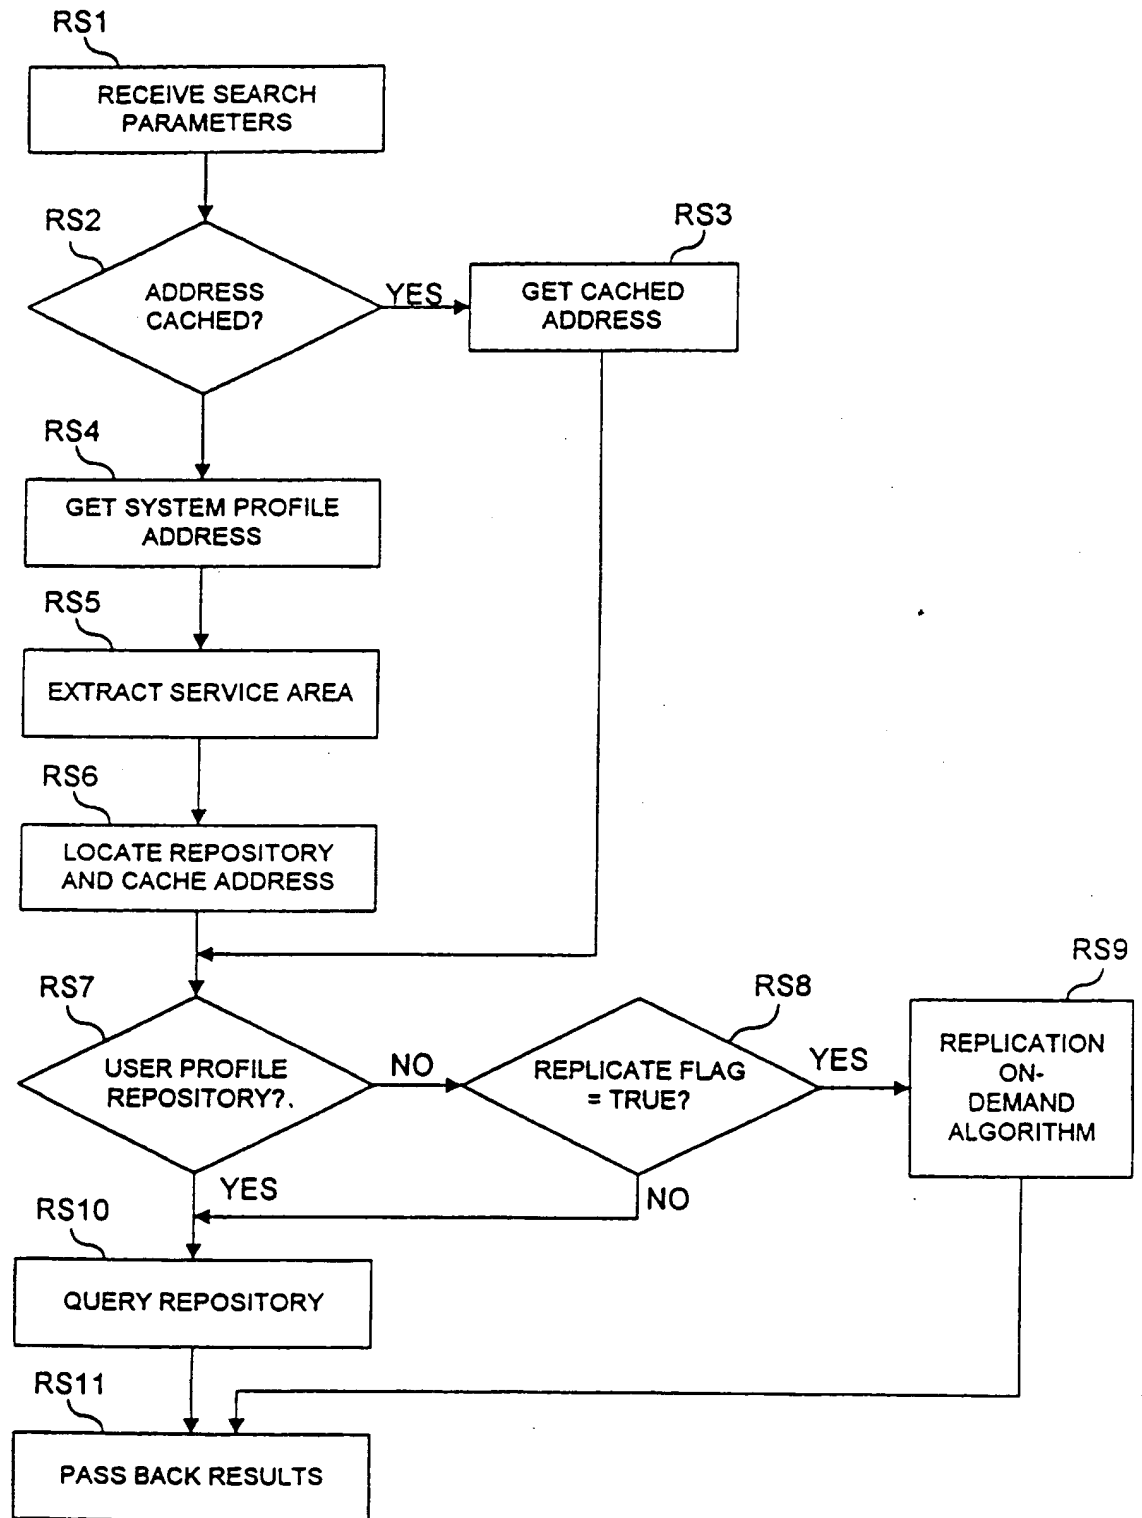 RS1
RECEIVE SEARCH
PARAMETERS
RS2
ADDRESS
CACHED?
YES
RS3
GET CACHED
ADDRESS
RS4
GET SYSTEM PROFILE
ADDRESS
RS5
EXTRACT SERVICE AREA
RS6
LOCATE REPOSITORY
AND CACHE ADDRESS
RS7
USER PROFILE
REPOSITORY?.
NO
RS8
REPLICATE FLAG
= TRUE?
YES
RS9
REPLICATION
ON-
DEMAND
ALGORITHM
YES
NO
RS10
QUERY REPOSITORY
RS11
PASS BACK RESULTS